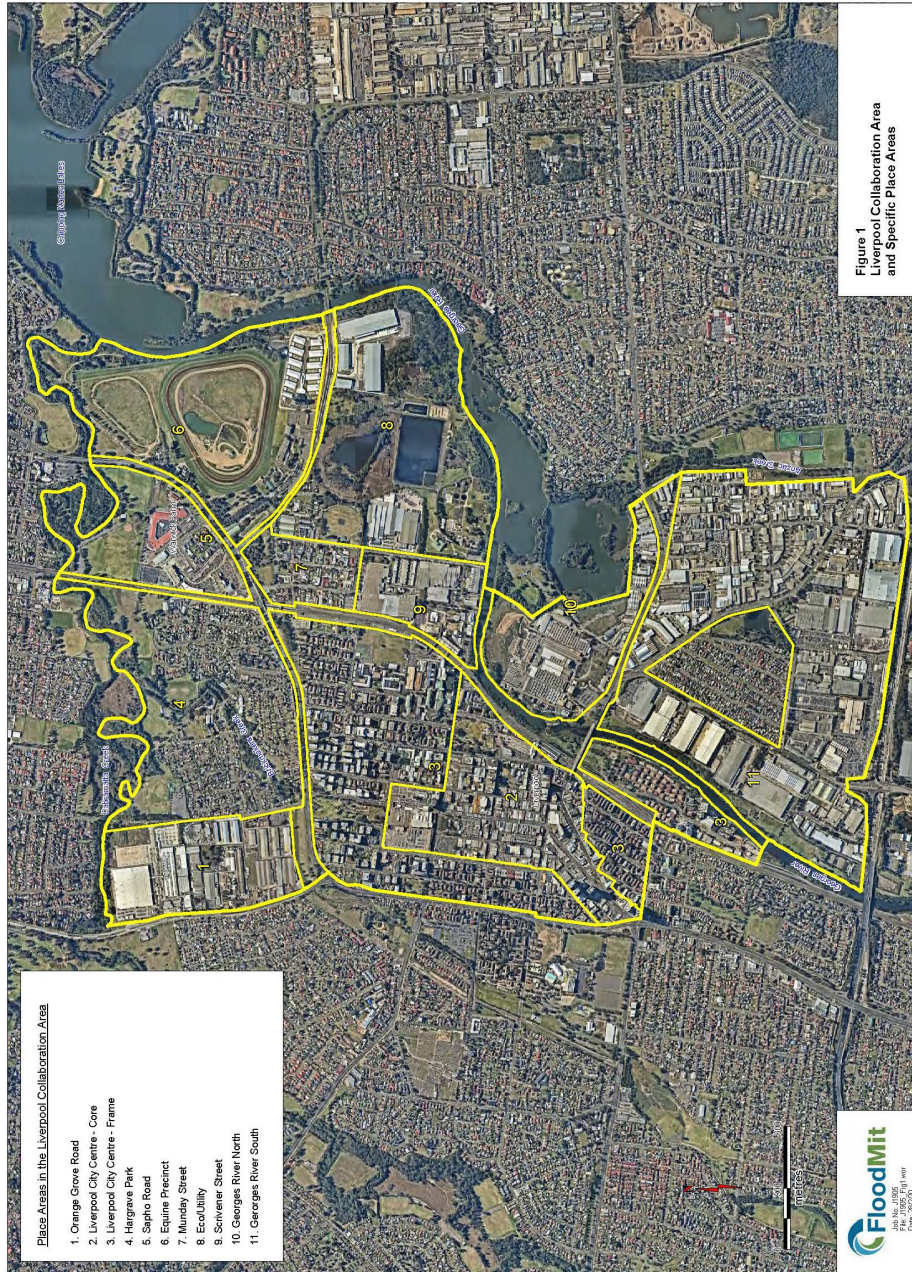 Place Areas in the Liverpool Collaboration Area
1. Orange Grove Road
2. Liverpool City Centre - Core
3. Liverpool City Centre - Frame
4. Hargrave Park
5. Sapho Road
6. Equine Precinct
7. Munday Street
8. Eco/Utility
9. Scrivener Street
10. Georges River North
11. Gerorges River South
Chipping Norton Lakes
Cabramatta Creek
Georges River
Georges River
1
2
3
3
3
4
5
6
7
8
9
10
11
metres
FloodMit
Job No: J1905
Figure 1
Liverpool Collaboration Area
and Specific Place Areas